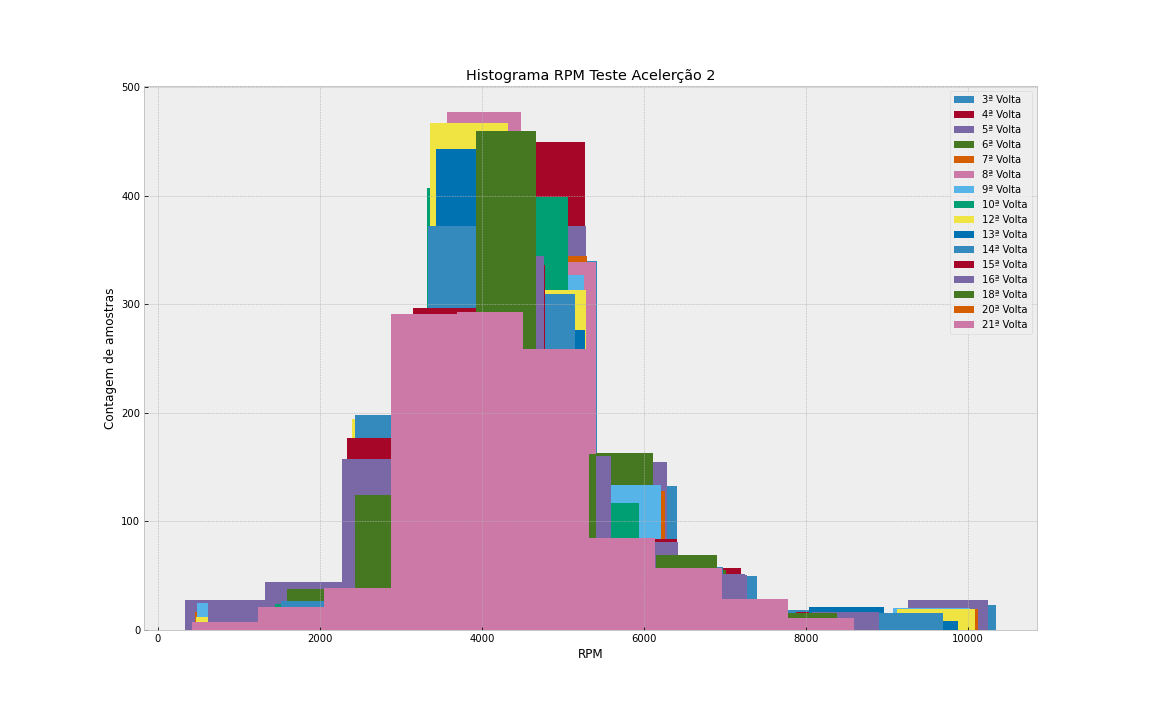 Histograma RPM Teste Acelerção 2
500
400
300
200
100
0
Contagem de amostras
0 2000 4000 6000 8000 10000
RPM
3ª Volta
4ª Volta
5ª Volta
6ª Volta
7ª Volta
8ª Volta
9ª Volta
10ª Volta
12ª Volta
13ª Volta
14ª Volta
15ª Volta
16ª Volta
18ª Volta
20ª Volta
21ª Volta